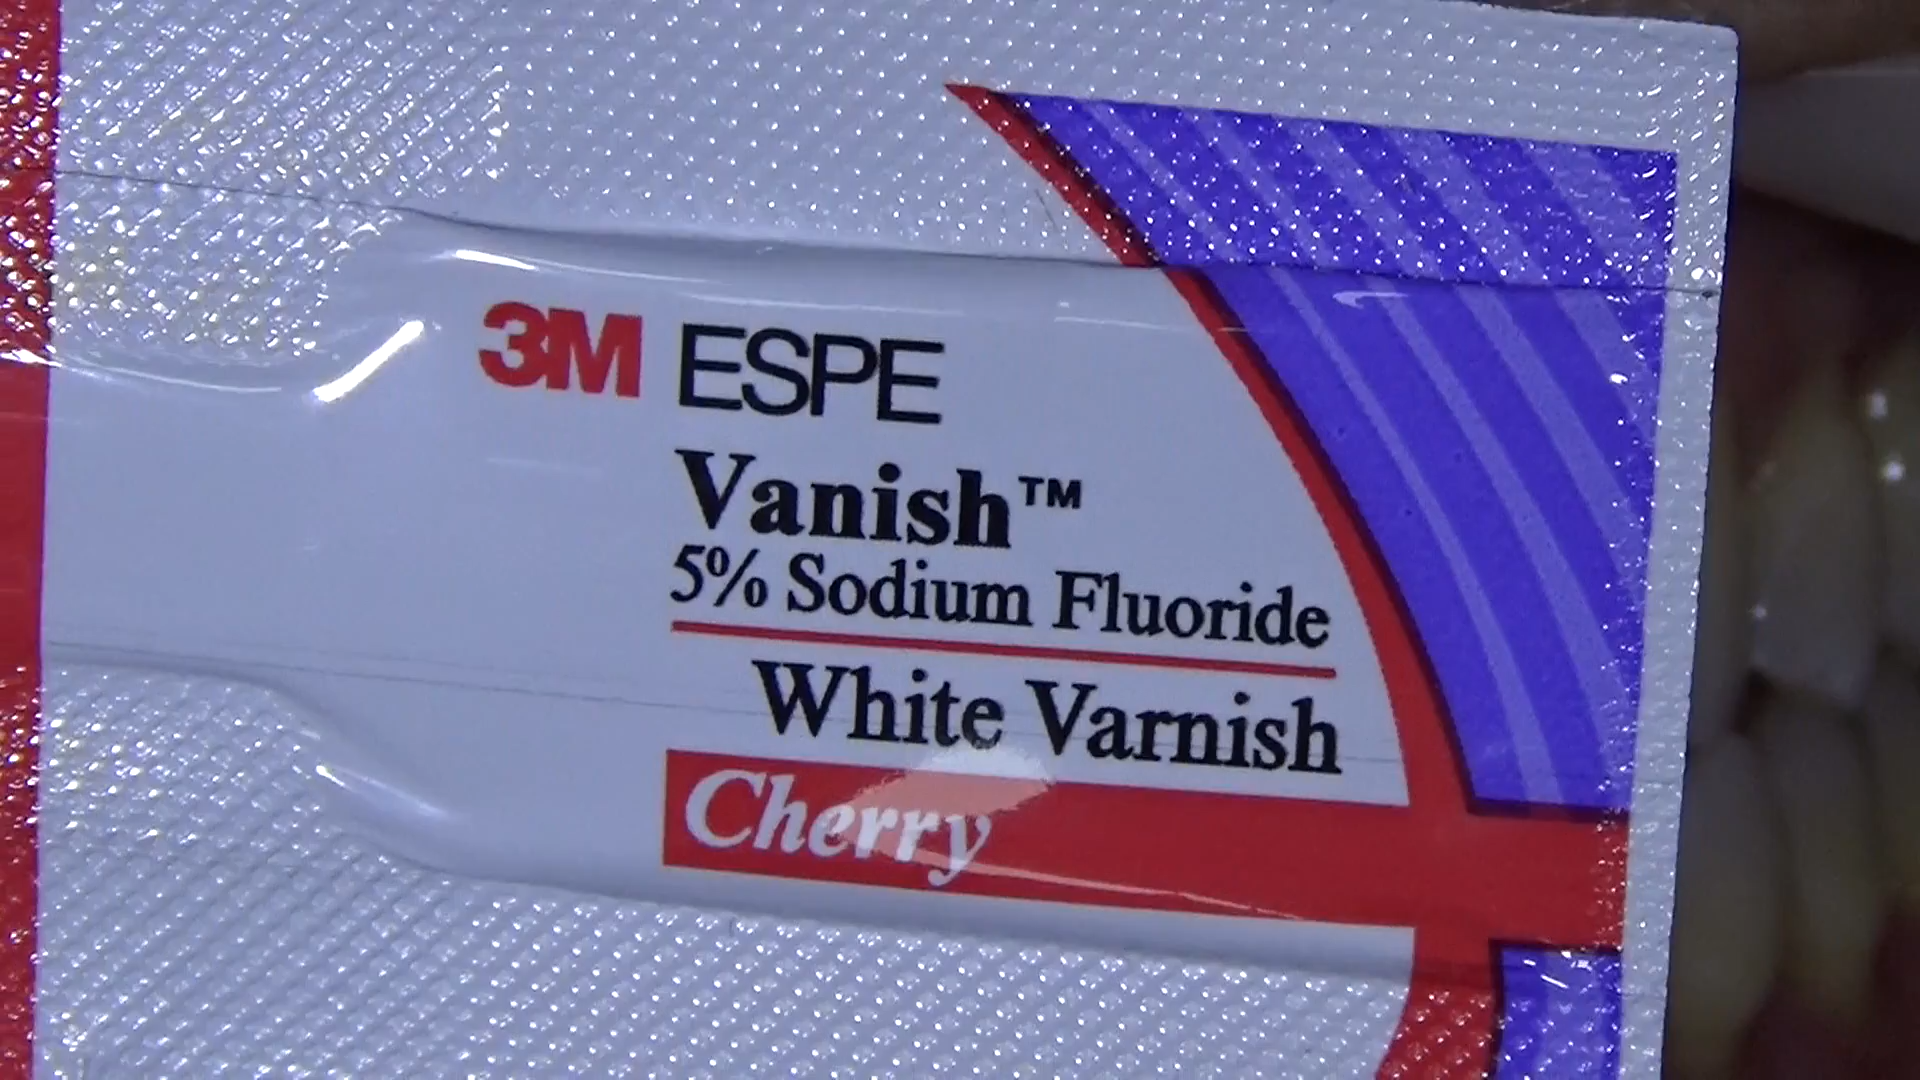 3M ESPE
Vanish™
5% Sodium Fluoride
White Varnish
Cherry